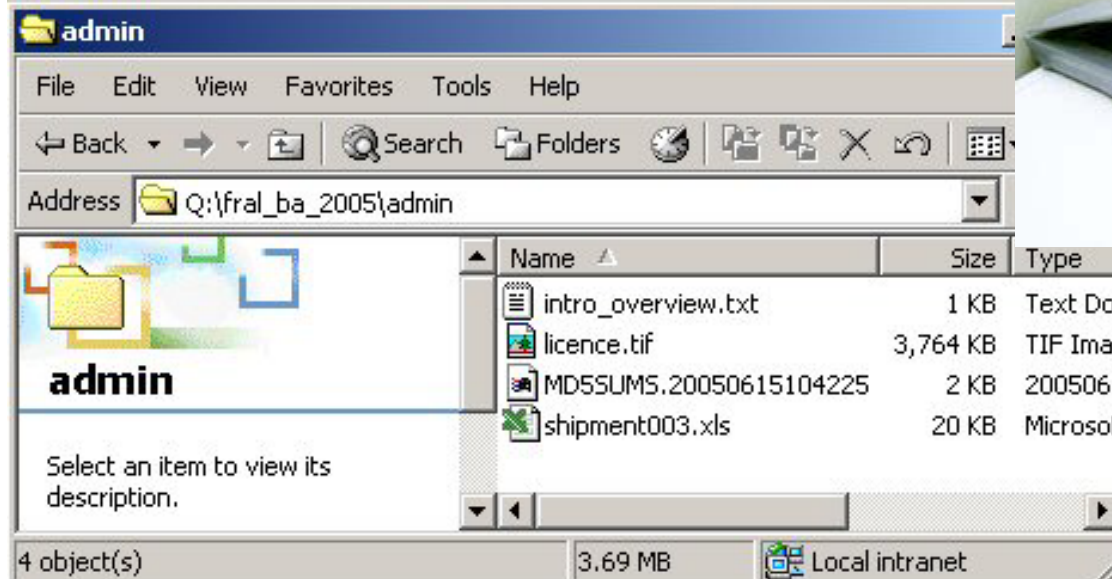 admin
File Edit View Favorites Tools Help
Back Search Folders
Address Q:\fral_ba_2005\admin
Name Size Type
intro_overview.txt 1 KB Text Do
licence.tif 3,764 KB TIF Ima
MD5SUMS.20050615104225 2 KB 200506
shipment003.xls 20 KB Microso
admin
Select an item to view its
description.
4 object(s) 3.69 MB Local intranet